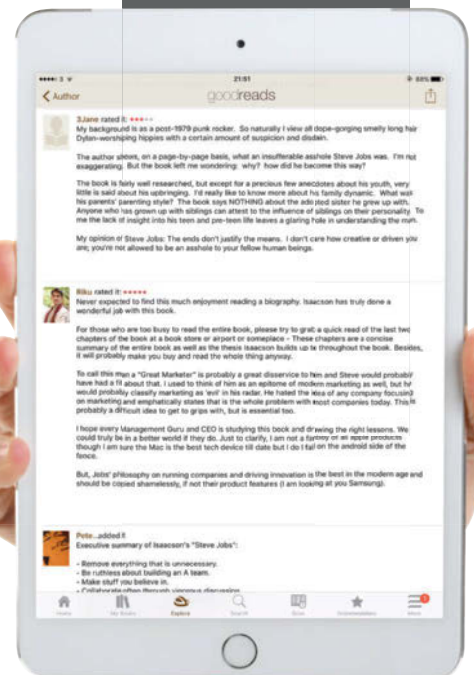 21:51
Author
goodreads
3Jane rated it:
My background is as a post-1979 punk rocker. So naturally I view all dope-gorging smelly long hair
Dylan-worshiping hippies with a certain amount of suspicion and disdain.
The author shows, on a page-by-page basis, what an insufferable asshole Steve Jobs was. I'm not
exaggerating. But the book left me wondering: why? how did he become this way?
The book is fairly well researched, but except for a precious few anecdotes about his youth, very
little is said about his upbringing. I'd really like to know more about his family dynamic. What was
his parents' parenting style? The book says NOTHING about the adopted sister he grew up with.
Anyone who has grown up with siblings can attest to the influence of siblings on their personality. To
me the lack of insight into his teen and pre-teen life leaves a glaring hole in understanding the man.
My opinion of Steve Jobs: The ends don't justify the means. I don't care how creative or driven you
are; you're not allowed to be an asshole to your fellow human beings.
Riku rated it:
Never expected to find this much enjoyment reading a biography. Isaacson has truly done a
wonderful job with this book.
For those who are too busy to read the entire book, please try to grab a quick read of the last two
chapters of the book at a book store or airport or someplace - These chapters are a concise
summary of the entire book as well as the thesis Isaacson builds up to throughout the book. Besides,
it will probably make you buy and read the whole thing anyway.
To call this man a "Great Marketer" is probably a great disservice to him and Steve would probably
have had a fit about that. I used to think of him as an epitome of modern marketing as well, but he
would probably classify marketing as 'evil' in his radar. He hated the idea of any company focusing
on marketing and emphatically states that is the whole problem with most companies today. This is
probably a difficult idea to get to grips with, but is essential too.
I hope every Management Guru and CEO is studying this book and drawing the right lessons. We
could truly be in a better world if they do. Just to clarify, I am not a fanboy of all apple products
though I am sure the Mac is the best tech device till date but I do fall on the android side of the
fence.
But, Jobs' philosophy on running companies and driving innovation is the best in the modern age and
should be copied shamelessly, if not their product features (I am looking at you Samsung).
Pete...added it
Executive summary of Isaacson's "Steve Jobs":
- Remove everything that is unnecessary.
- Be ruthless about building an A team.
- Make stuff you believe in.
- Collaborate often through vigorous discussion
Home My Books Explore Search Scan More